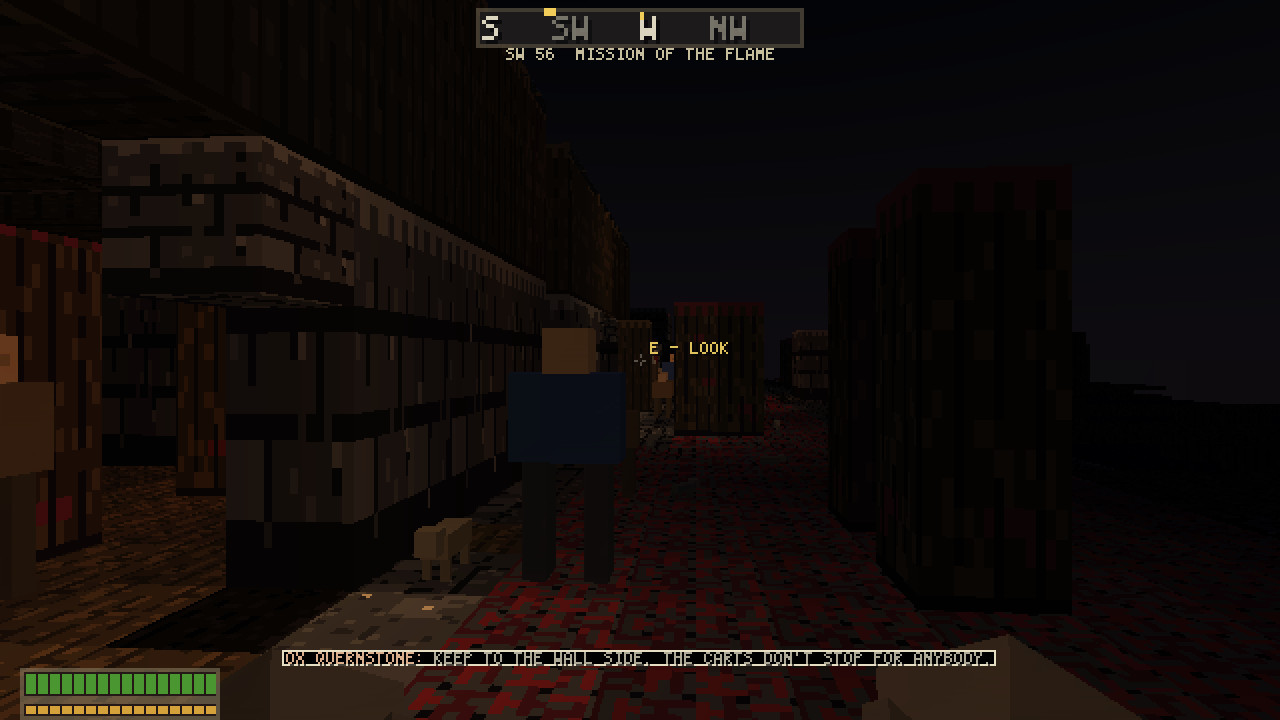 S SW W NW
SW 56 MISSION OF THE FLAME
E - LOOK
DX QUERNSTONE: KEEP TO THE WALL SIDE. THE CARTS DON'T STOP FOR ANYBODY.